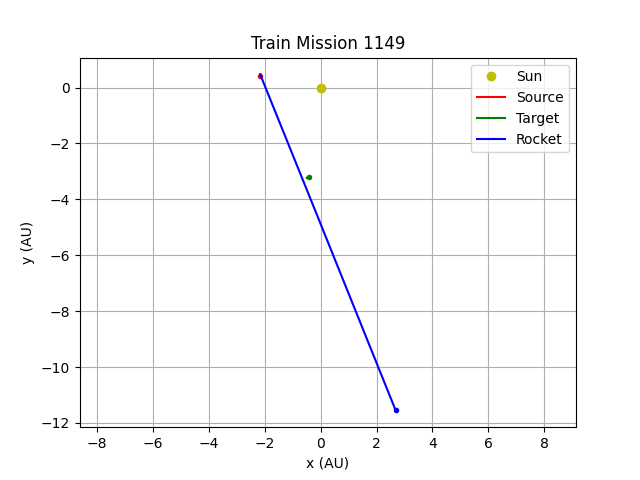 Train Mission 1149
Sun
Source
Target
Rocket
0
−2
−4
−6
−8
−10
−12
y (AU)
−8 −6 −4 −2 0 2 4 6 8
x (AU)